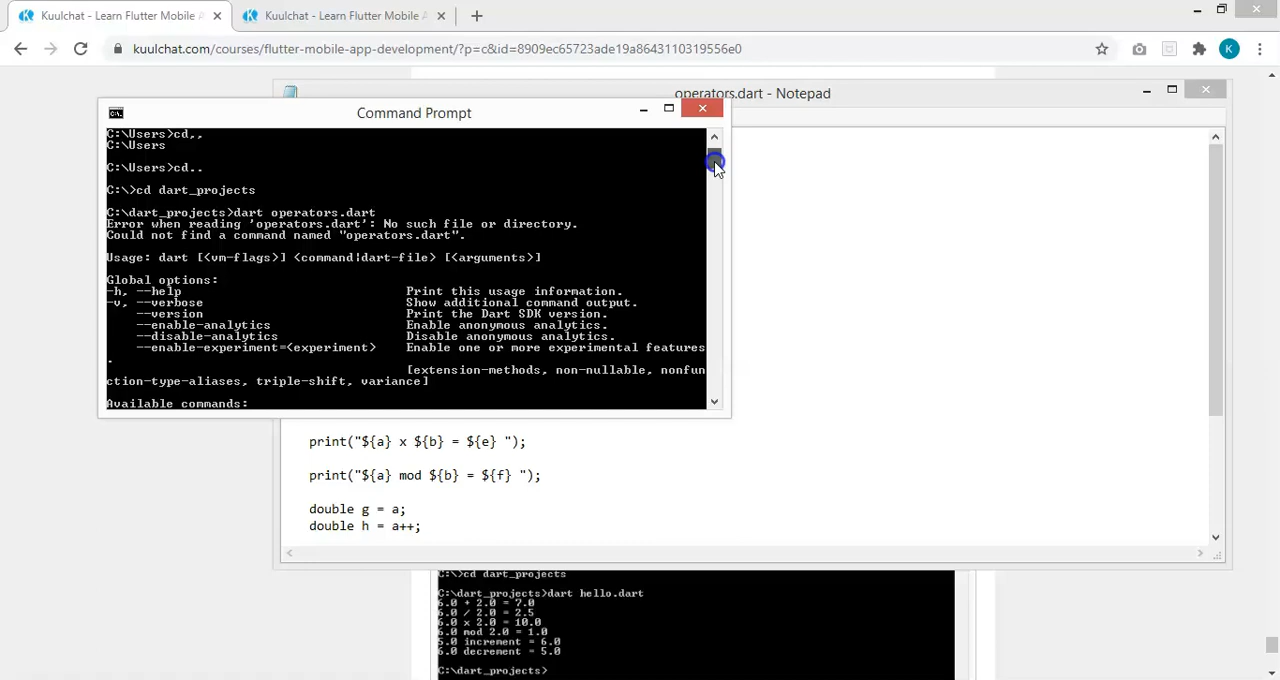 Kuulchat - Learn Flutter Mobile A
Kuulchat - Learn Flutter Mobile A
kuulchat.com/courses/flutter-mobile-app-development/?p=c&id=8909ec65723ade19a8643110319556e0
K
operators.dart - Notepad
Command Prompt
C:\Users>cd,,
C:\Users
C:\Users>cd..
C:\>cd dart_projects
C:\dart_projects>dart operators.dart
Error when reading 'operators.dart': No such file or directory.
Could not find a command named "operators.dart".
Usage: dart [<vm-flags>] <command|dart-file> [<arguments>]
Global options:
-h, --help Print this usage information.
-v, --verbose Show additional command output.
--version Print the Dart SDK version.
--enable-analytics Enable anonymous analytics.
--disable-analytics Disable anonymous analytics.
--enable-experiment=<experiment> Enable one or more experimental features
.
[extension-methods, non-nullable, nonfun
ction-type-aliases, triple-shift, variance]
Available commands:
print("${a} x ${b} = ${e} ");
print("${a} mod ${b} = ${f} ");
double g = a;
double h = a++;
C:\>cd dart_projects
C:\dart_projects>dart hello.dart
6.0 + 2.0 = 7.0
6.0 / 2.0 = 2.5
6.0 x 2.0 = 10.0
6.0 mod 2.0 = 1.0
5.0 increment = 6.0
6.0 decrement = 5.0
C:\dart_projects>